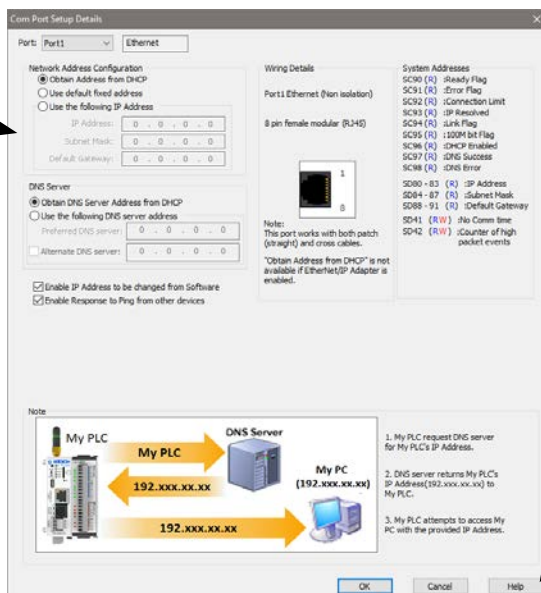 Com Port Setup Details
Port: Port1 Ethernet
Network Address Configuration
Obtain Address from DHCP
Use default fixed address
Use the following IP Address
IP Address: 0 . 0 . 0 . 0
Subnet Mask: 0 . 0 . 0 . 0
Default Gateway: 0 . 0 . 0 . 0
DNS Server
Obtain DNS Server Address from DHCP
Use the following DNS server address
Preferred DNS server: 0 . 0 . 0 . 0
Alternate DNS server: 0 . 0 . 0 . 0
Enable IP Address to be changed from Software
Enable Response to Ping from other devices
Wiring Details
Port1 Ethernet (Non isolation)
8 pin female modular (RJ45)
1
8
Note:
This port works with both patch
(straight) and cross cables.
"Obtain Address from DHCP" is not
available if EtherNet/IP Adapter is
enabled.
System Addresses
SC90 (R) :Ready Flag
SC91 (R) :Error Flag
SC92 (R) :Connection Limit
SC93 (R) :IP Resolved
SC94 (R) :Link Flag
SC95 (R) :100M bit Flag
SC96 (R) :DHCP Enabled
SC97 (R) :DNS Success
SC98 (R) :DNS Error
SD80 - 83 (R) :IP Address
SD84 - 87 (R) :Subnet Mask
SD88 - 91 (R) :Default Gateway
SD41 (RW) :No Comm time
SD42 (RW) :Counter of high
packet events
Note
My PLC
DNS Server
My PLC
192.xxx.xx.xx
My PC
(192.xxx.xx.xx)
192.xxx.xx.xx
1. My PLC request DNS server
for My PLC's IP Address.
2. DNS server returns My PLC's
IP Address(192.xxx.xx.xx) to
My PLC.
3. My PLC attempts to access My
PC with the provided IP Address.
OK Cancel Help